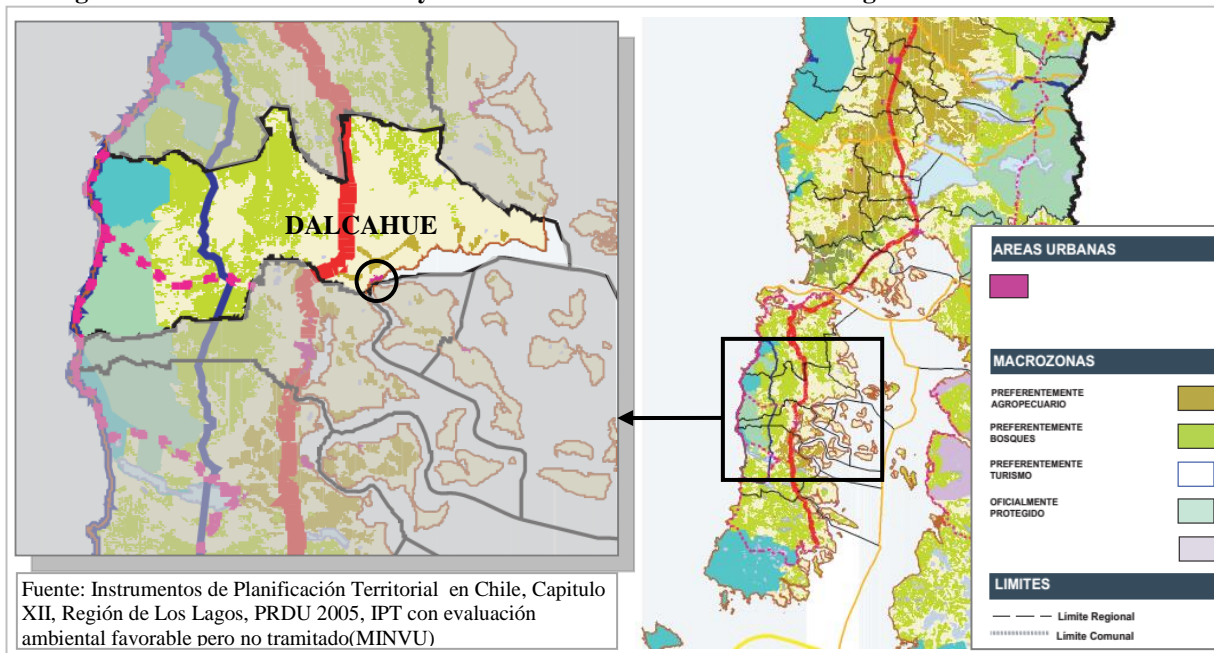 DALCAHUE
Fuente: Instrumentos de Planificación Territorial en Chile, Capitulo
XII, Región de Los Lagos, PRDU 2005, IPT con evaluación
ambiental favorable pero no tramitado(MINVU)
AREAS URBANAS
MACROZONAS
PREFERENTEMENTE
AGROPECUARIO
PREFERENTEMENTE
BOSQUES
PREFERENTEMENTE
TURISMO
OFICIALMENTE
PROTEGIDO
LIMITES
Limite Regional
Límite Comunal